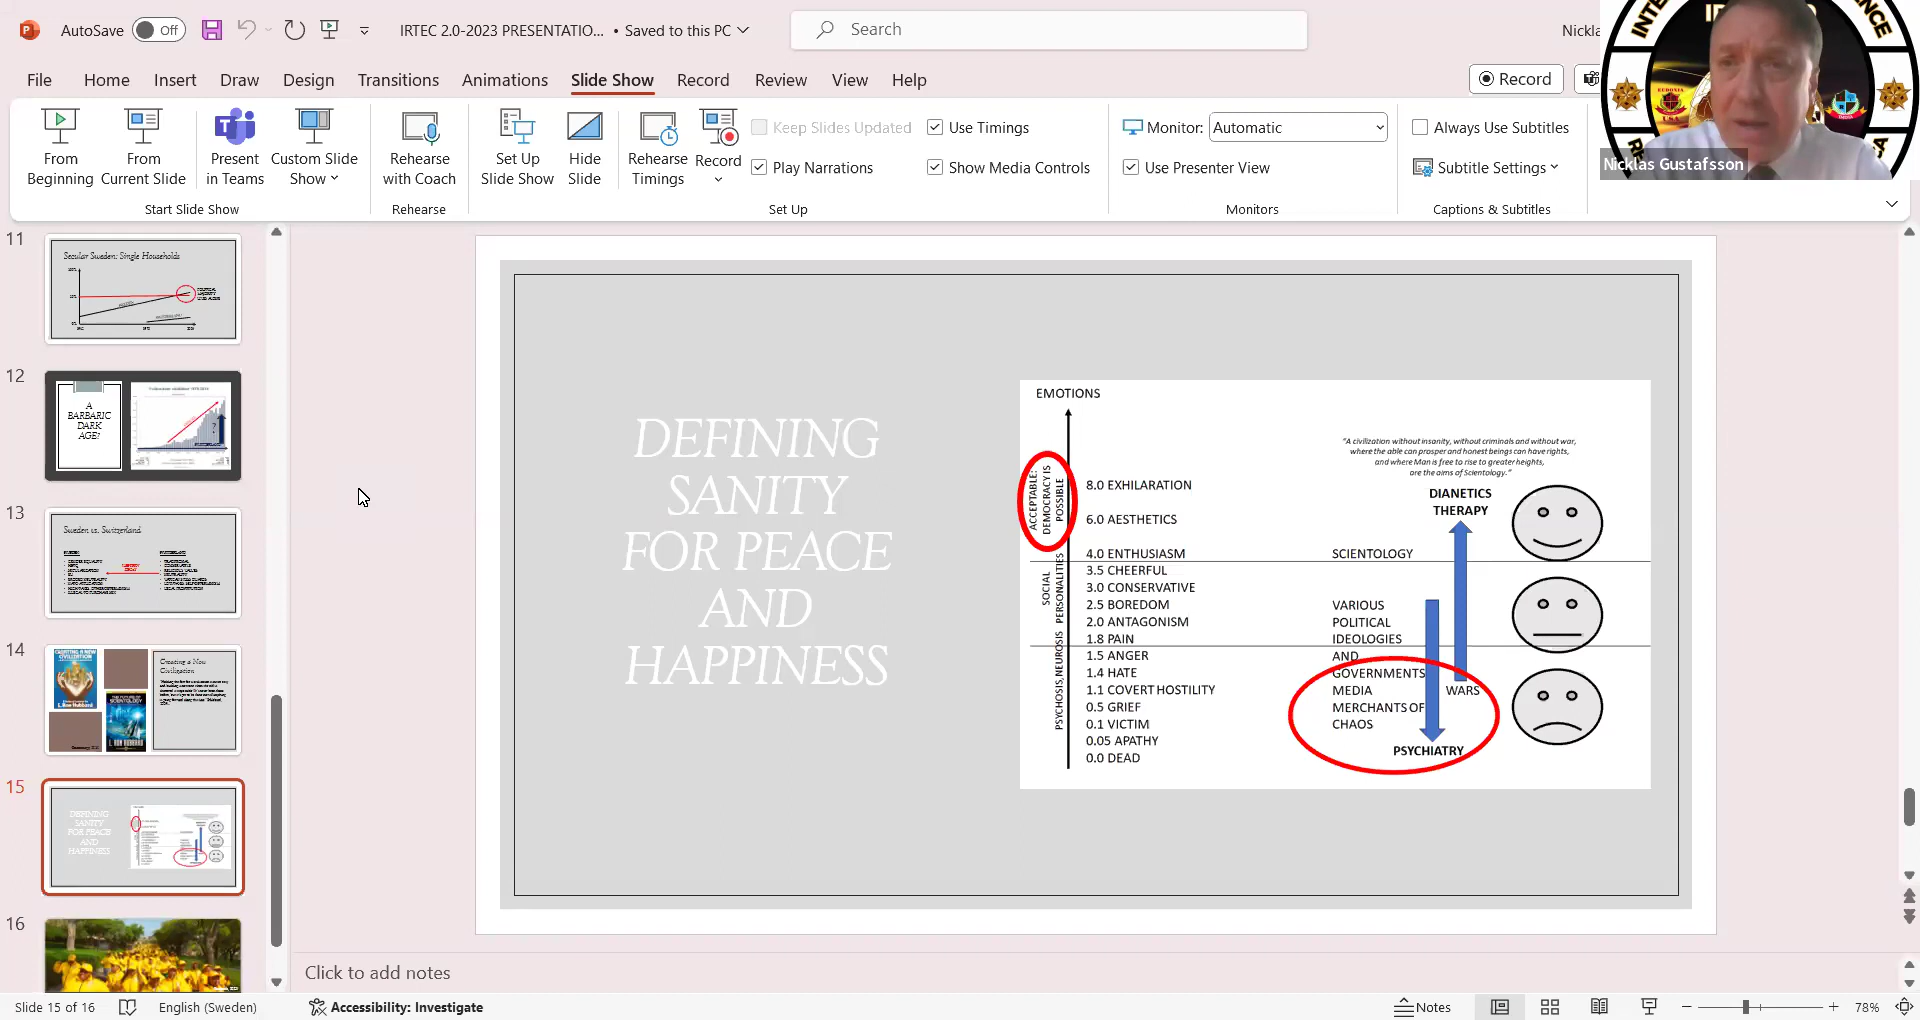 AutoSave
Off
IRTEC 2.0-2023 PRESENTATIO... • Saved to this PC
Search
Nickla
File
Home
Insert
Draw
Design
Transitions
Animations
Slide Show
Record
Review
View
Help
Record
From Beginning
From Current Slide
Present in Teams
Custom Slide Show
Start Slide Show
Rehearse with Coach
Rehearse
Set Up Slide Show
Hide Slide
Rehearse Timings
Record
Keep Slides Updated
Play Narrations
Use Timings
Show Media Controls
Set Up
Monitor:
Automatic
Use Presenter View
Monitors
Always Use Subtitles
Subtitle Settings
Captions & Subtitles
Nicklas Gustafsson
11
Secular Sweden: Single Households
12
A
BARBARIC
DARK
AGE?
?
13
Sweden vs. Switzerland
14
Creating a New
Civilization
15
DEFINING
SANITY
FOR PEACE
AND
HAPPINESS
16
DEFINING
SANITY
FOR PEACE
AND
HAPPINESS
EMOTIONS
ACCEPTABLE:
DEMOCRACY IS
POSSIBLE
SOCIAL
PERSONALITIES
PSYCHOSIS, NEUROSIS
8.0 EXHILARATION
6.0 AESTHETICS
4.0 ENTHUSIASM
3.5 CHEERFUL
3.0 CONSERVATIVE
2.5 BOREDOM
2.0 ANTAGONISM
1.8 PAIN
1.5 ANGER
1.4 HATE
1.1 COVERT HOSTILITY
0.5 GRIEF
0.1 VICTIM
0.05 APATHY
0.0 DEAD
"A civilization without insanity, without criminals and without war,
where the able can prosper and honest beings can have rights,
and where Man is free to rise to greater heights,
are the aims of Scientology."
DIANETICS
THERAPY
SCIENTOLOGY
VARIOUS
POLITICAL
IDEOLOGIES
AND
GOVERNMENTS
MEDIA
MERCHANTS OF
CHAOS
WARS
PSYCHIATRY
Click to add notes
Slide 15 of 16
English (Sweden)
Accessibility: Investigate
Notes
78%